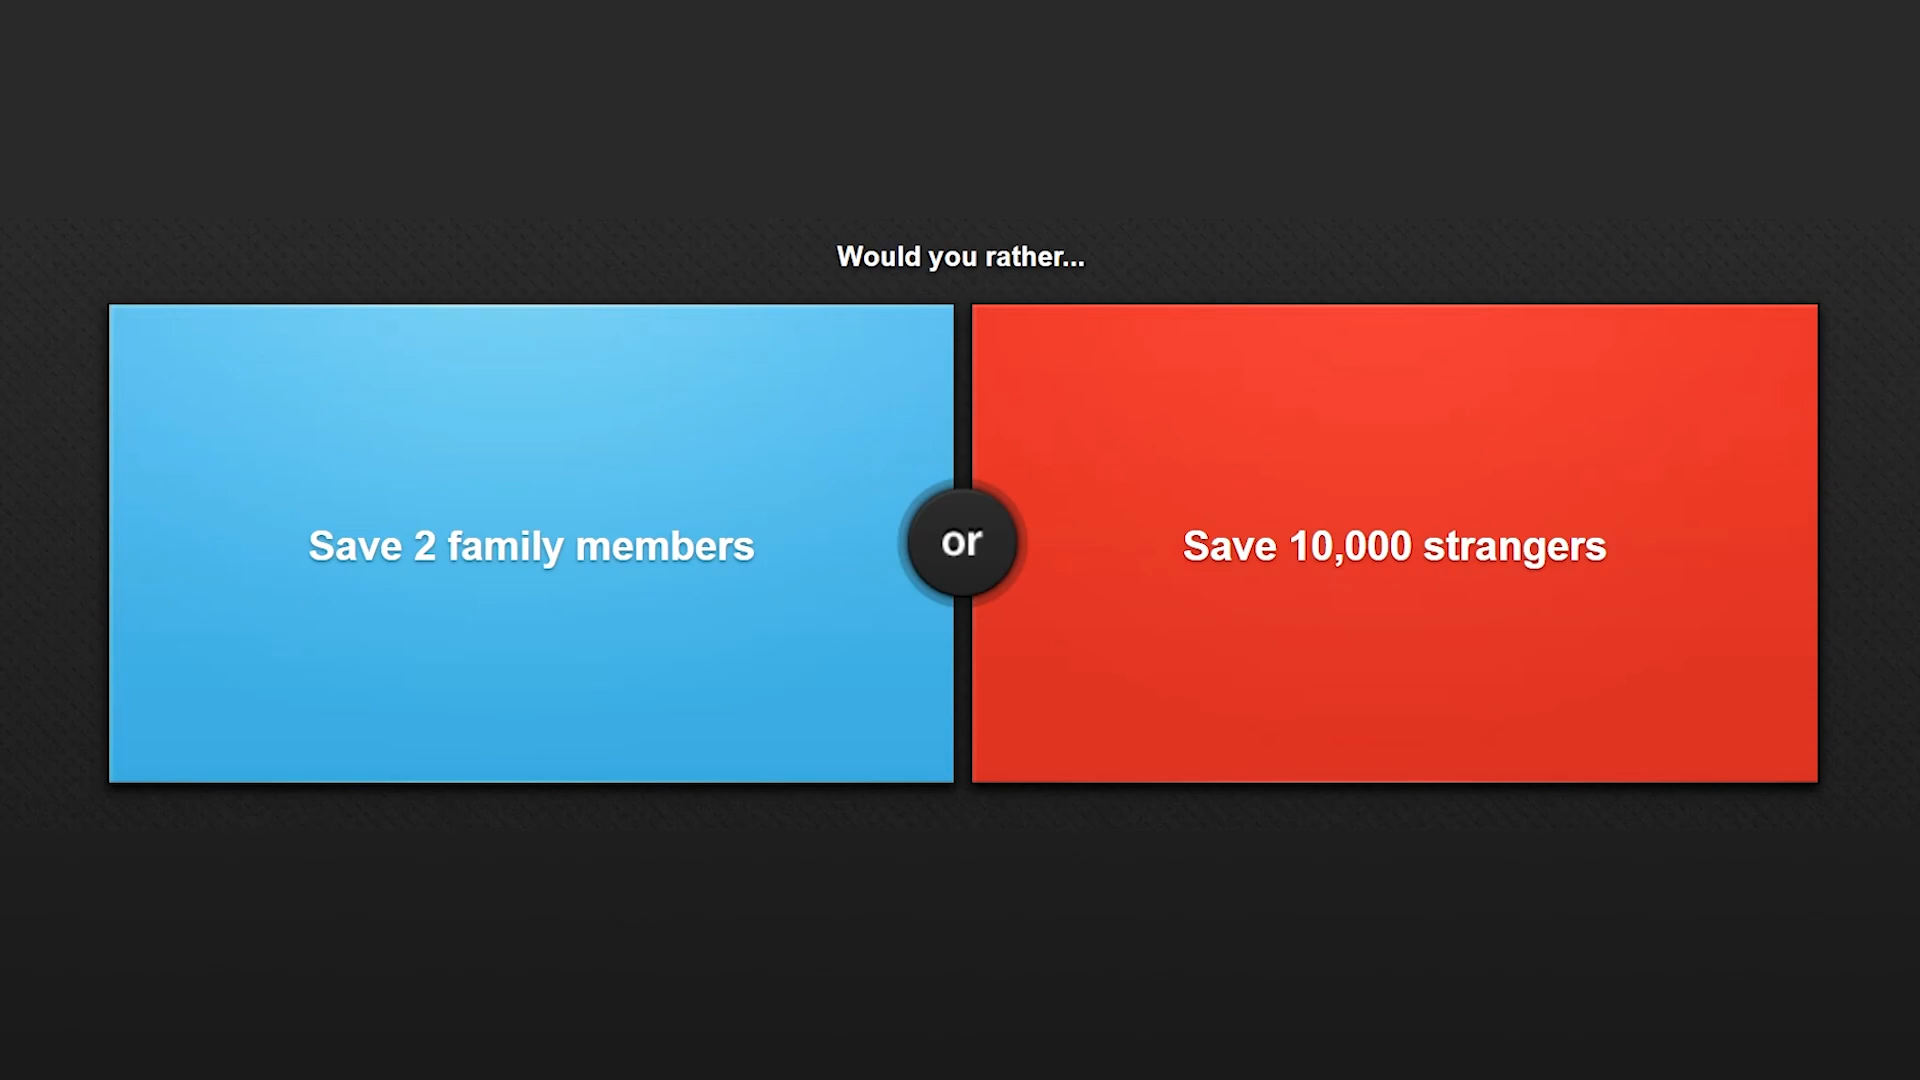 Would you rather...
Save 2 family members
or
Save 10,000 strangers